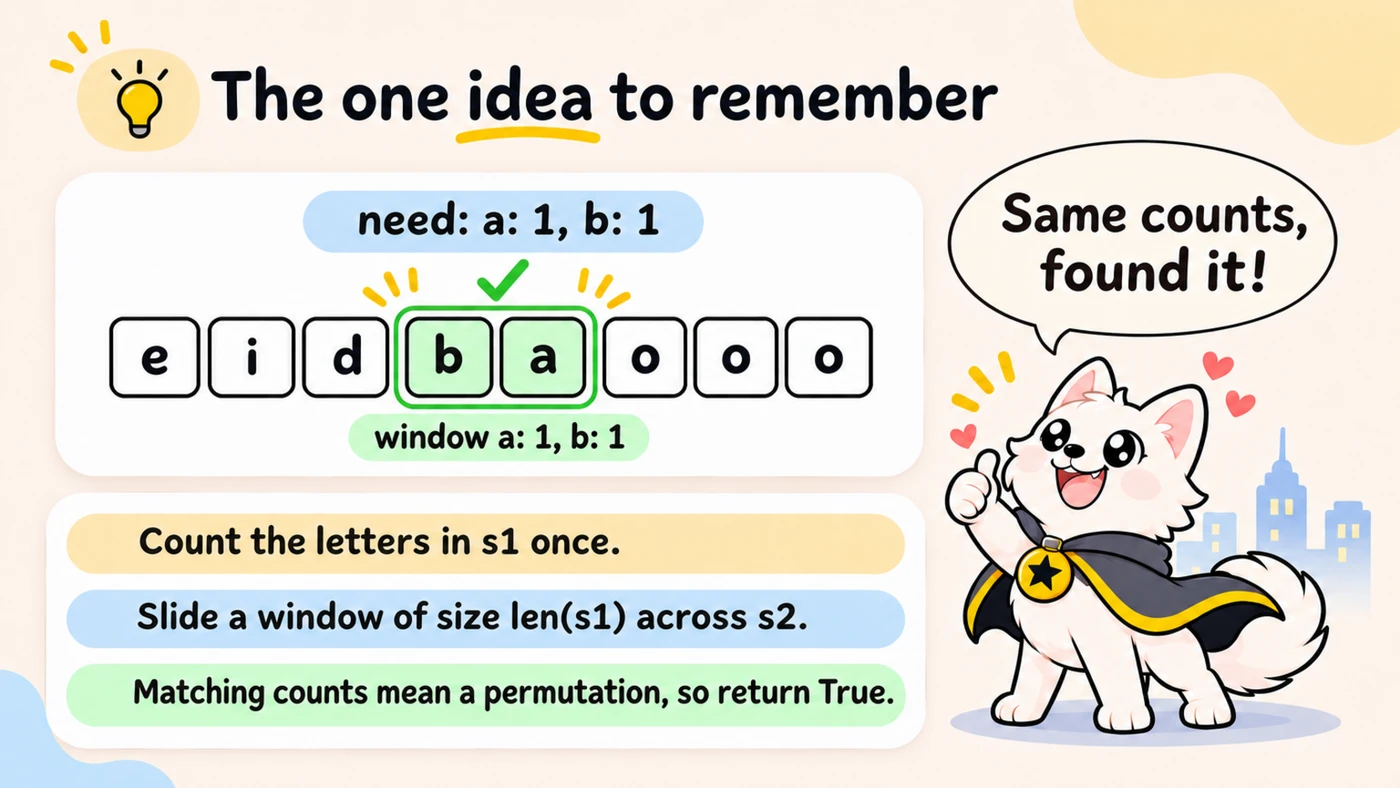 The one idea to remember
need: a: 1, b: 1
e i d b a o o o
window a: 1, b: 1
Same counts,
found it!
Count the letters in s1 once.
Slide a window of size len(s1) across s2.
Matching counts mean a permutation, so return True.